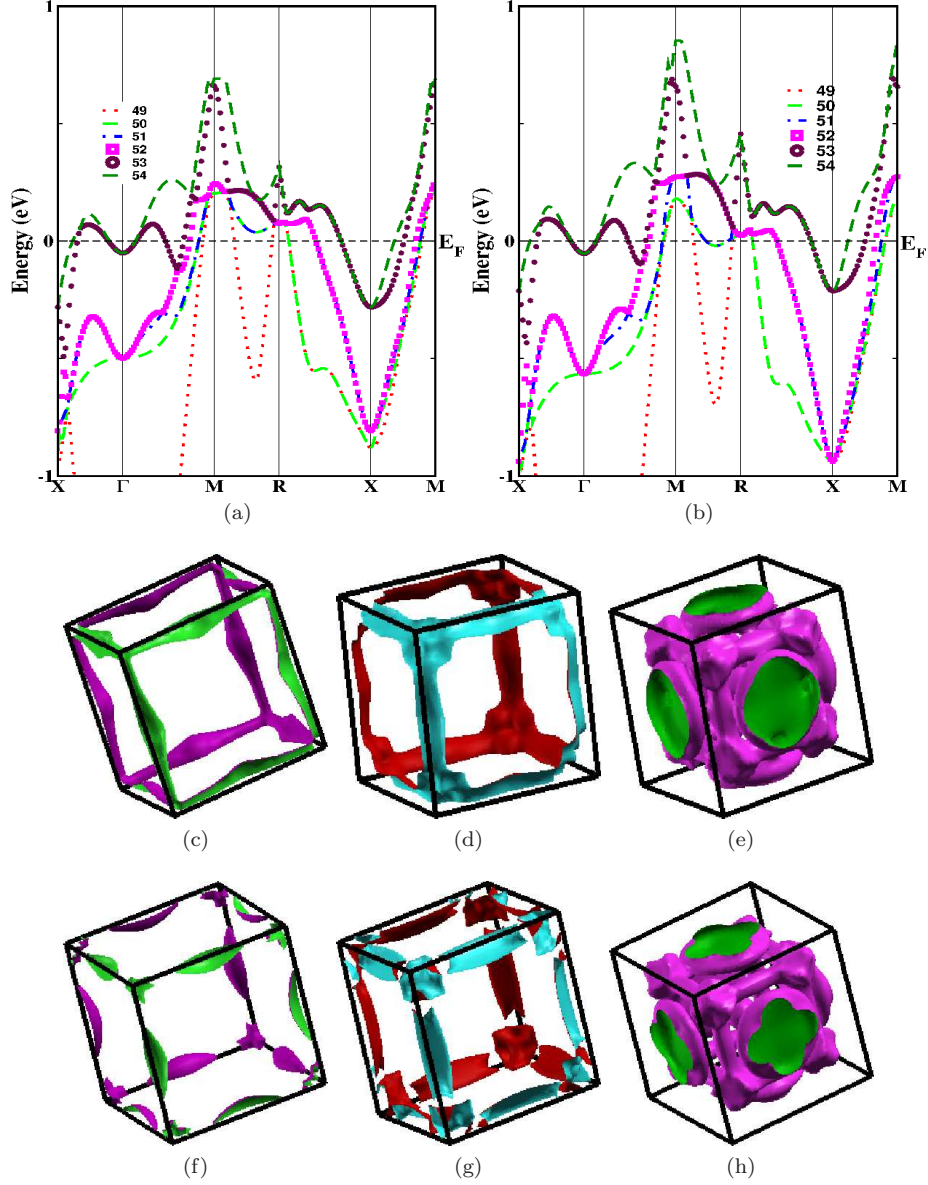 1
1
Energy (eV)
Energy (eV)
49
50
51
52
53
54
49
50
51
52
53
54
0
E_F
0
E_F
-1
-1
X Γ M R X M
X Γ M R X M
(a)
(b)
(c)
(d)
(e)
(f)
(g)
(h)